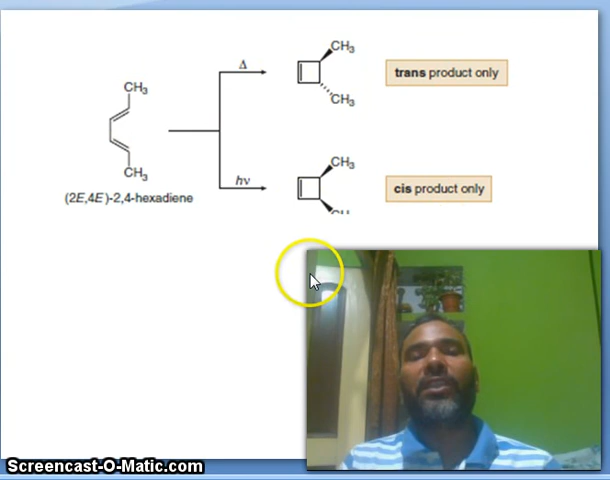 CH3
Δ
trans product only
CH3
CH3
CH3
hν
CH3
cis product only
(2E,4E)-2,4-hexadiene
Screencast-O-Matic.com